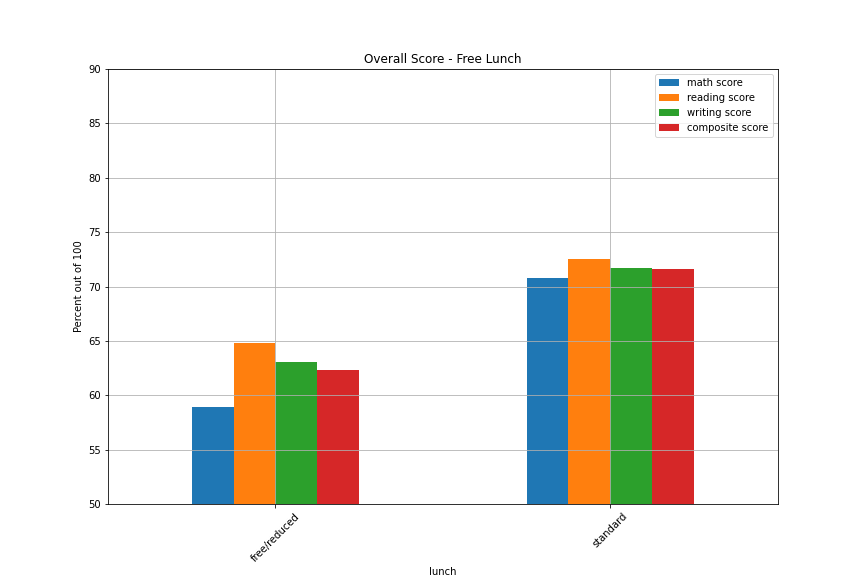 Overall Score - Free Lunch
90
85
80
75
70
65
60
55
50
Percent out of 100
math score
reading score
writing score
composite score
free/reduced
standard
lunch